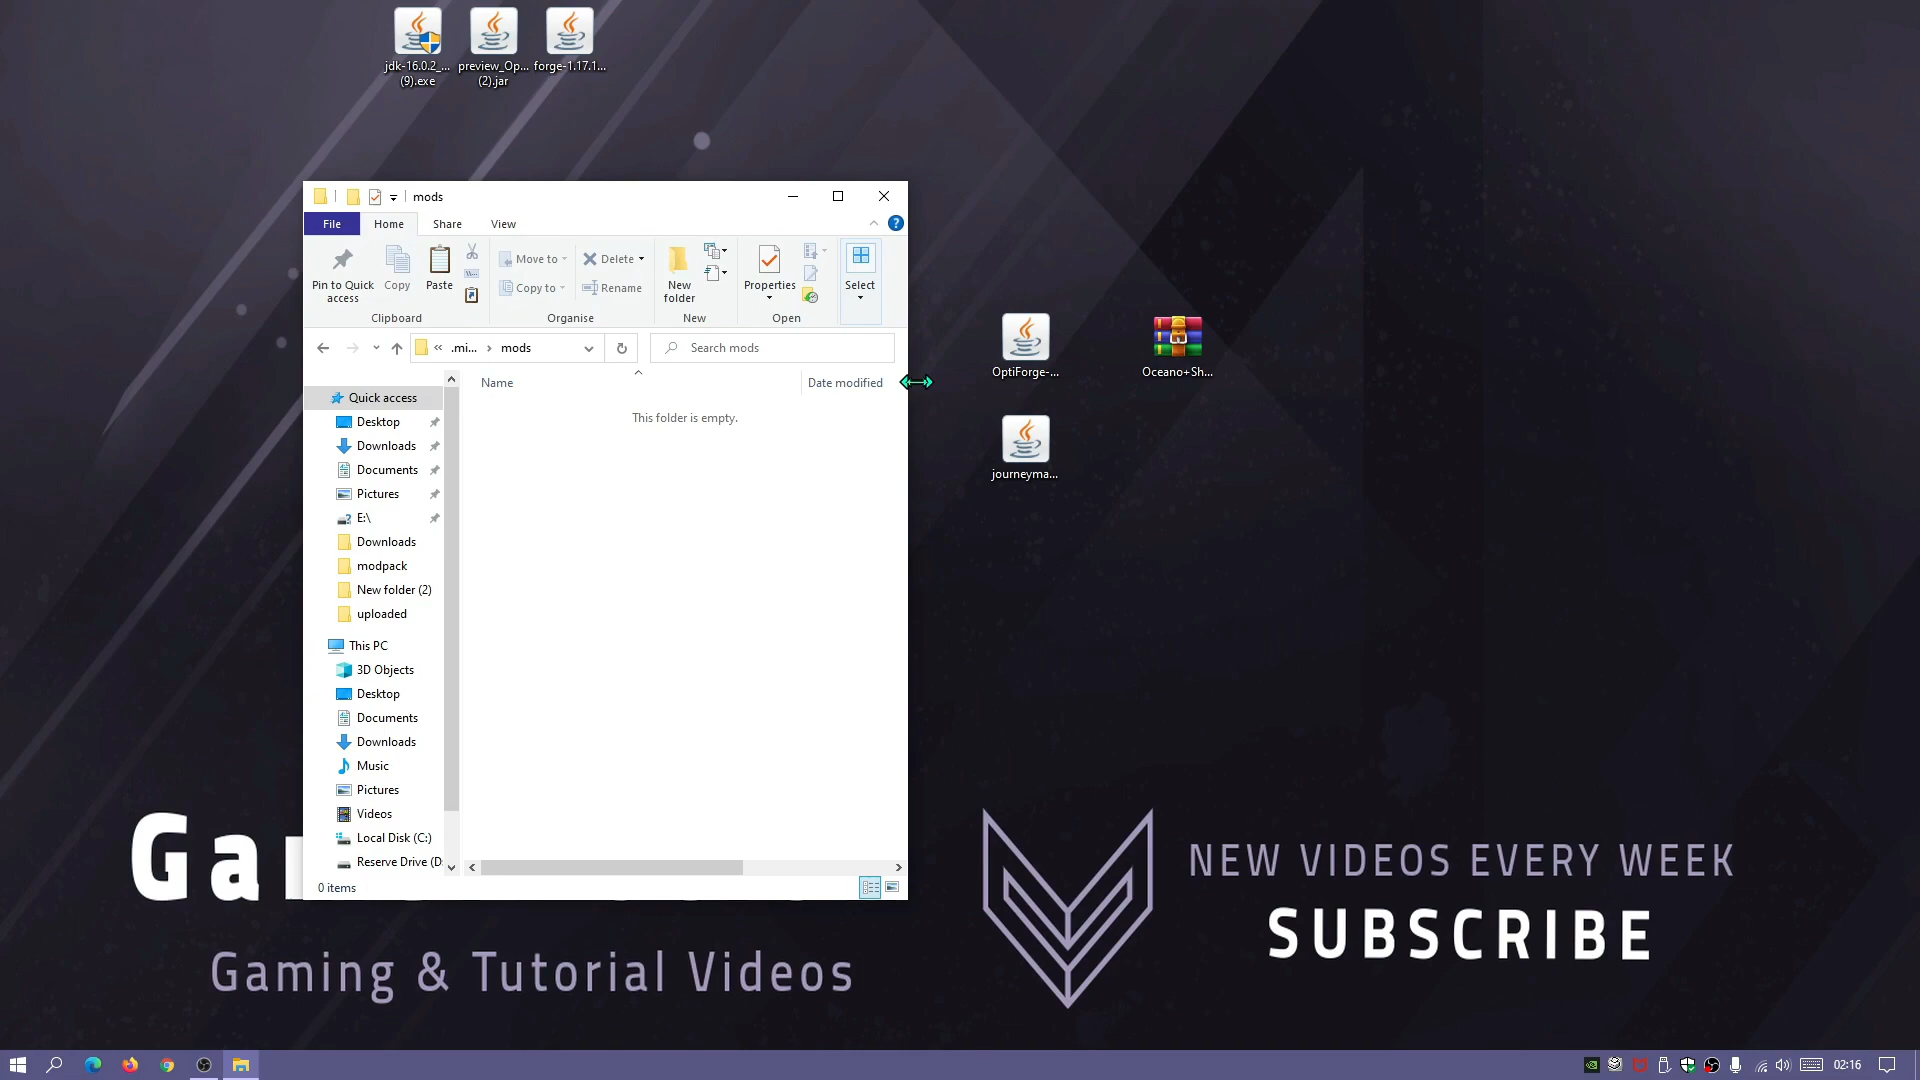 jdk-16.0.2_...
(9).exe
preview_Op...
(2).jar
forge-1.17.1...
mods
File
Home
Share
View
Pin to Quick
access
Copy
Paste
Move to
Copy to
Delete
Rename
New
folder
Properties
Select
Clipboard
Organise
New
Open
.mi...
mods
Search mods
Name
Date modified
This folder is empty.
Quick access
Desktop
Downloads
Documents
Pictures
E:\
Downloads
modpack
New folder (2)
uploaded
This PC
3D Objects
Desktop
Documents
Downloads
Music
Pictures
Videos
Local Disk (C:)
Reserve Drive (D:
0 items
OptiForge-...
Oceano+Sh...
journeyma...
Ga
Gaming & Tutorial Videos
NEW VIDEOS EVERY WEEK
SUBSCRIBE
02:16